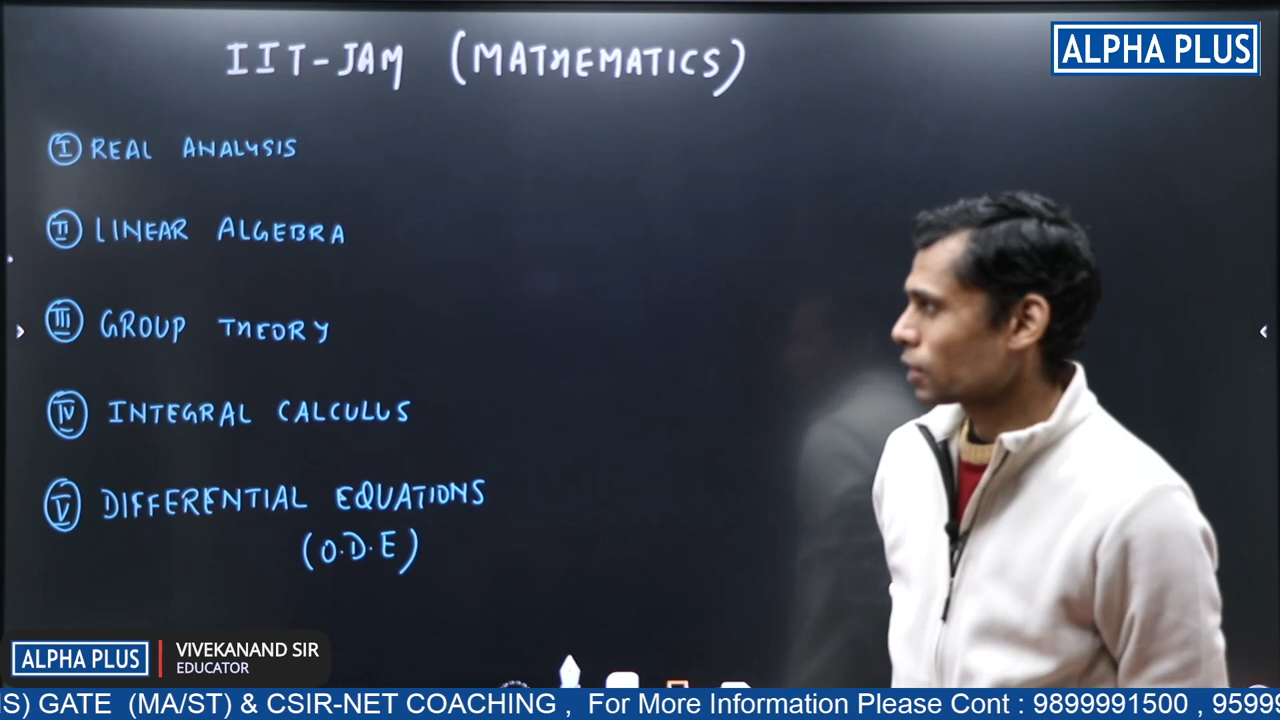 IIT-JAM (MATHEMATICS)
ALPHA PLUS
I REAL ANALYSIS
II LINEAR ALGEBRA
III GROUP THEORY
IV INTEGRAL CALCULUS
V DIFFERENTIAL EQUATIONS
(O.D.E)
ALPHA PLUS
VIVEKANAND SIR
EDUCATOR
GATE (MA/ST) & CSIR-NET COACHING , For More Information Please Cont : 9899991500 ,